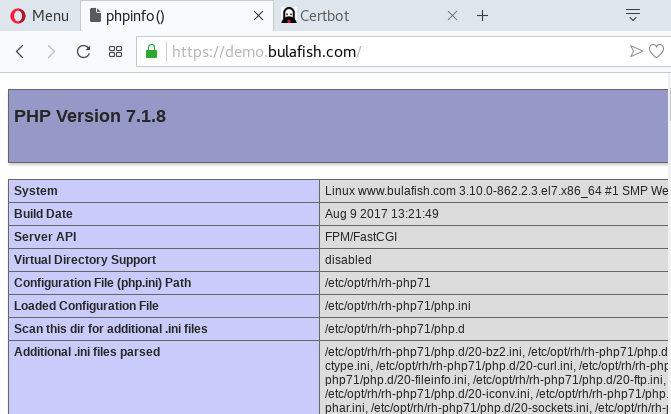 Menu phpinfo() Certbot
https://demo.bulafish.com/
PHP Version 7.1.8
System Linux www.bulafish.com 3.10.0-862.2.3.el7.x86_64 #1 SMP We
Build Date Aug 9 2017 13:21:49
Server API FPM/FastCGI
Virtual Directory Support disabled
Configuration File (php.ini) Path /etc/opt/rh/rh-php71
Loaded Configuration File /etc/opt/rh/rh-php71/php.ini
Scan this dir for additional .ini files /etc/opt/rh/rh-php71/php.d
Additional .ini files parsed /etc/opt/rh/rh-php71/php.d/20-bz2.ini, /etc/opt/rh/rh-php71/php.d
ctype.ini, /etc/opt/rh/rh-php71/php.d/20-curl.ini, /etc/opt/rh/rh-p
php71/php.d/20-fileinfo.ini, /etc/opt/rh/rh-php71/php.d/20-ftp.ini,
/etc/opt/rh/rh-php71/php.d/20-iconv.ini, /etc/opt/rh/rh-php71/php.
phar.ini, /etc/opt/rh/rh-php71/php.d/20-sockets.ini, /etc/opt/rh/rh-p